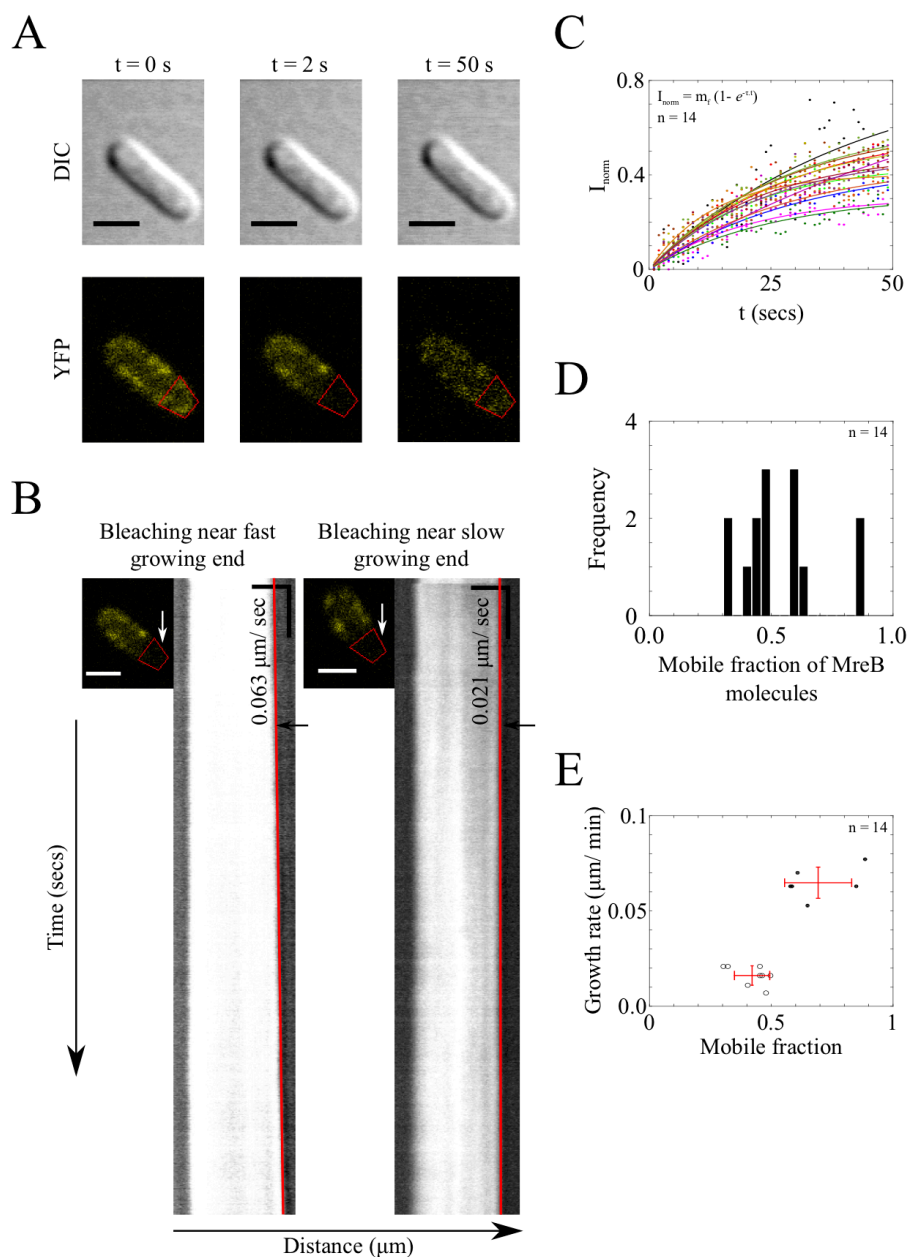 A
t = 0 s
t = 2 s
t = 50 s
DIC
YFP
B
Bleaching near fast
growing end
Bleaching near slow
growing end
0.063 μm/ sec
0.021 μm/ sec
Time (secs)
Distance (μm)
C
I_norm = m_f (1- e^-τ.t)
n = 14
0.8
0.4
0
I_norm
0
25
50
t (secs)
D
n = 14
4
2
0
Frequency
0.0
0.5
1.0
Mobile fraction of MreB
molecules
E
n = 14
0.1
0.05
0.0
Growth rate (μm/ min)
0
0.5
1
Mobile fraction